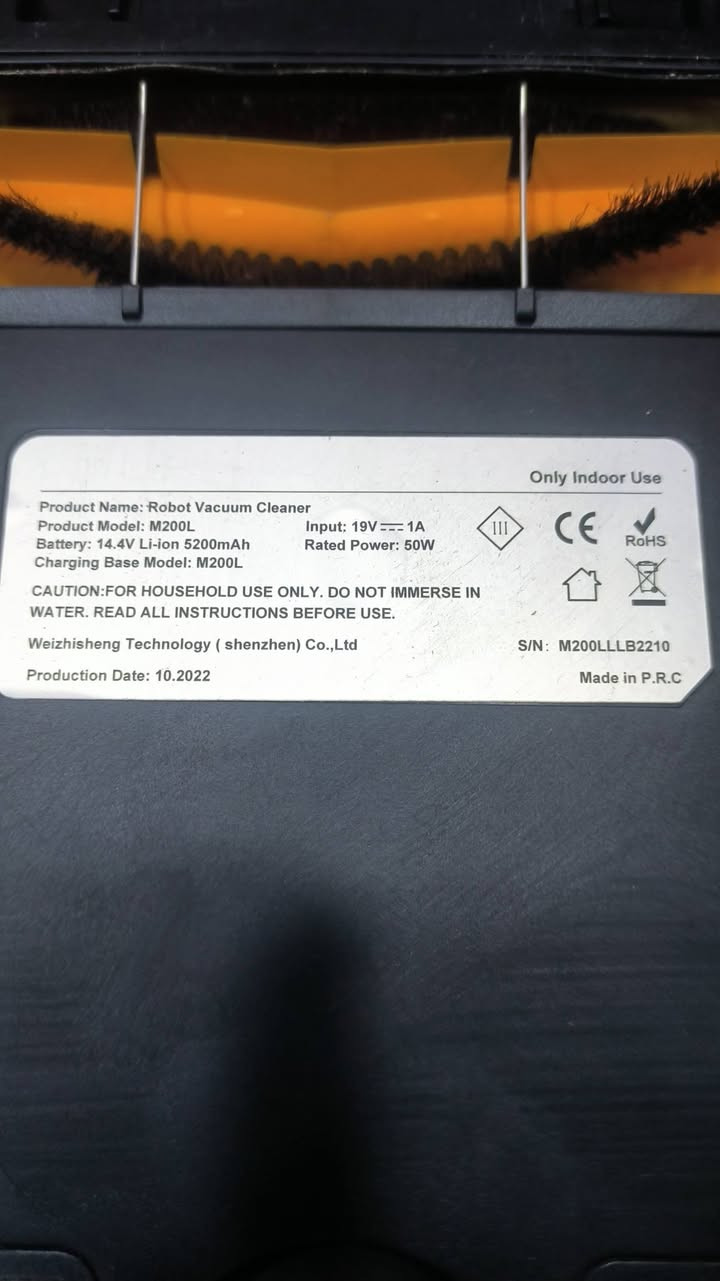 Only Indoor Use
Product Name: Robot Vacuum Cleaner
Product Model: M200L
Input: 19V⎓1A
Battery: 14.4V Li-ion 5200mAh
Rated Power: 50W
Charging Base Model: M200L
III
CE
RoHS
CAUTION:FOR HOUSEHOLD USE ONLY. DO NOT IMMERSE IN
WATER. READ ALL INSTRUCTIONS BEFORE USE.
Weizhisheng Technology ( shenzhen) Co.,Ltd
S/N: M200LLLB2210
Production Date: 10.2022
Made in P.R.C